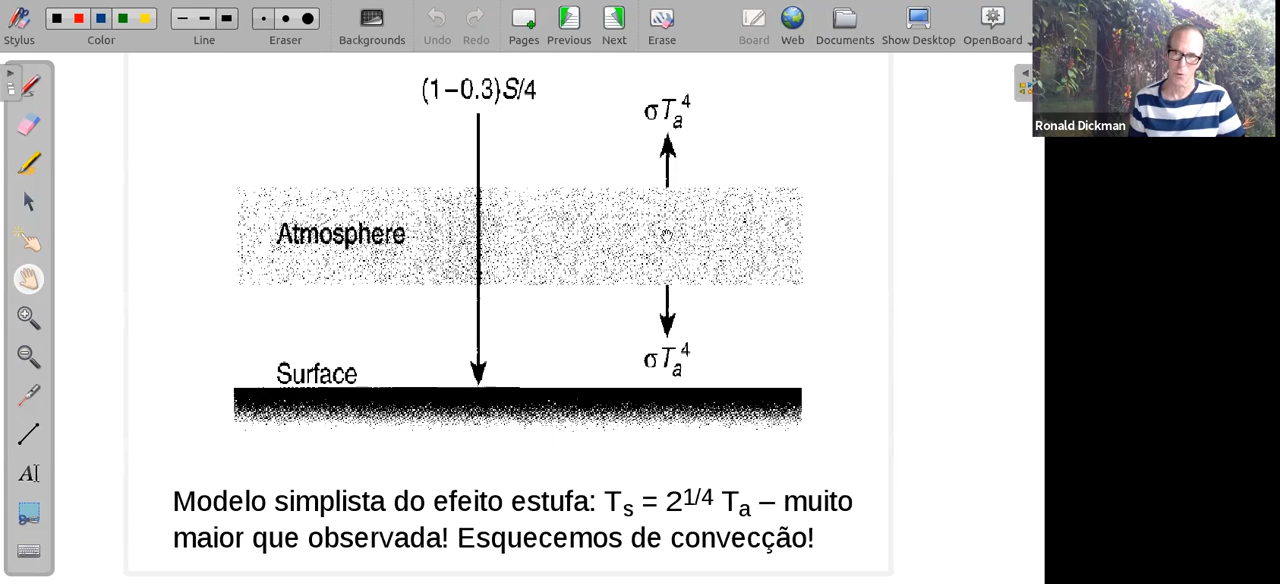 Stylus
Color
Line
Eraser
Backgrounds
Undo
Redo
Pages
Previous
Next
Erase
Board
Web
Documents
Show Desktop
OpenBoard
Ronald Dickman
(1−0.3)S/4
σTₐ⁴
Atmosphere
σTₐ⁴
Surface
Modelo simplista do efeito estufa: Tₛ = 2¹/⁴ Tₐ – muito
maior que observada! Esquecemos de convecção!